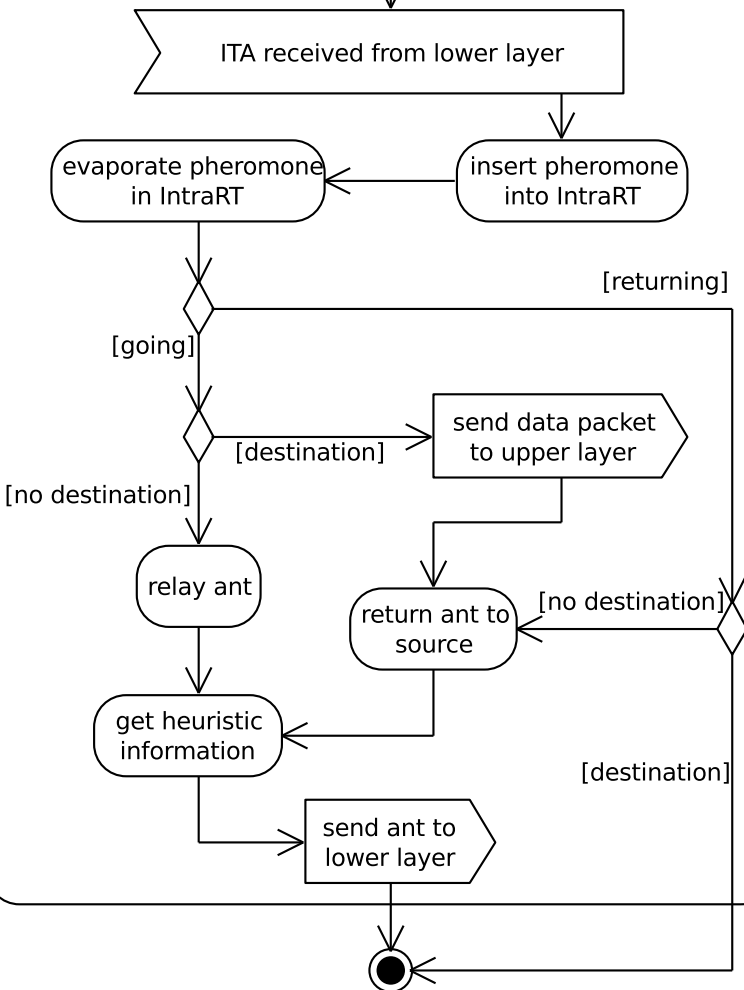 ITA received from lower layer
evaporate pheromone
in IntraRT
insert pheromone
into IntraRT
[returning]
[going]
send data packet
to upper layer
[destination]
[no destination]
relay ant
return ant to
source
[no destination]
get heuristic
information
[destination]
send ant to
lower layer